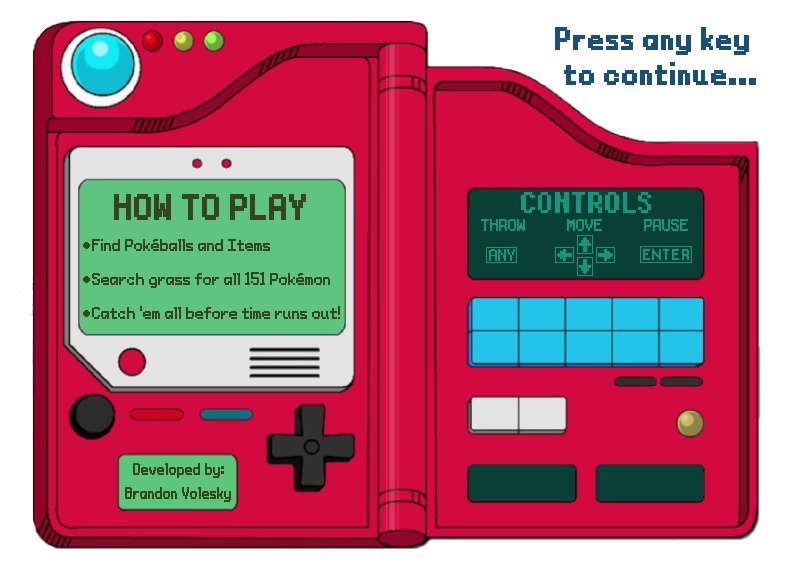 Press any key
to continue...
HOW TO PLAY
•Find Pokéballs and Items
•Search grass for all 151 Pokémon
•Catch 'em all before time runs out!
Developed by:
Brandon Volesky
CONTROLS
THROW MOVE PAUSE
ANY ENTER